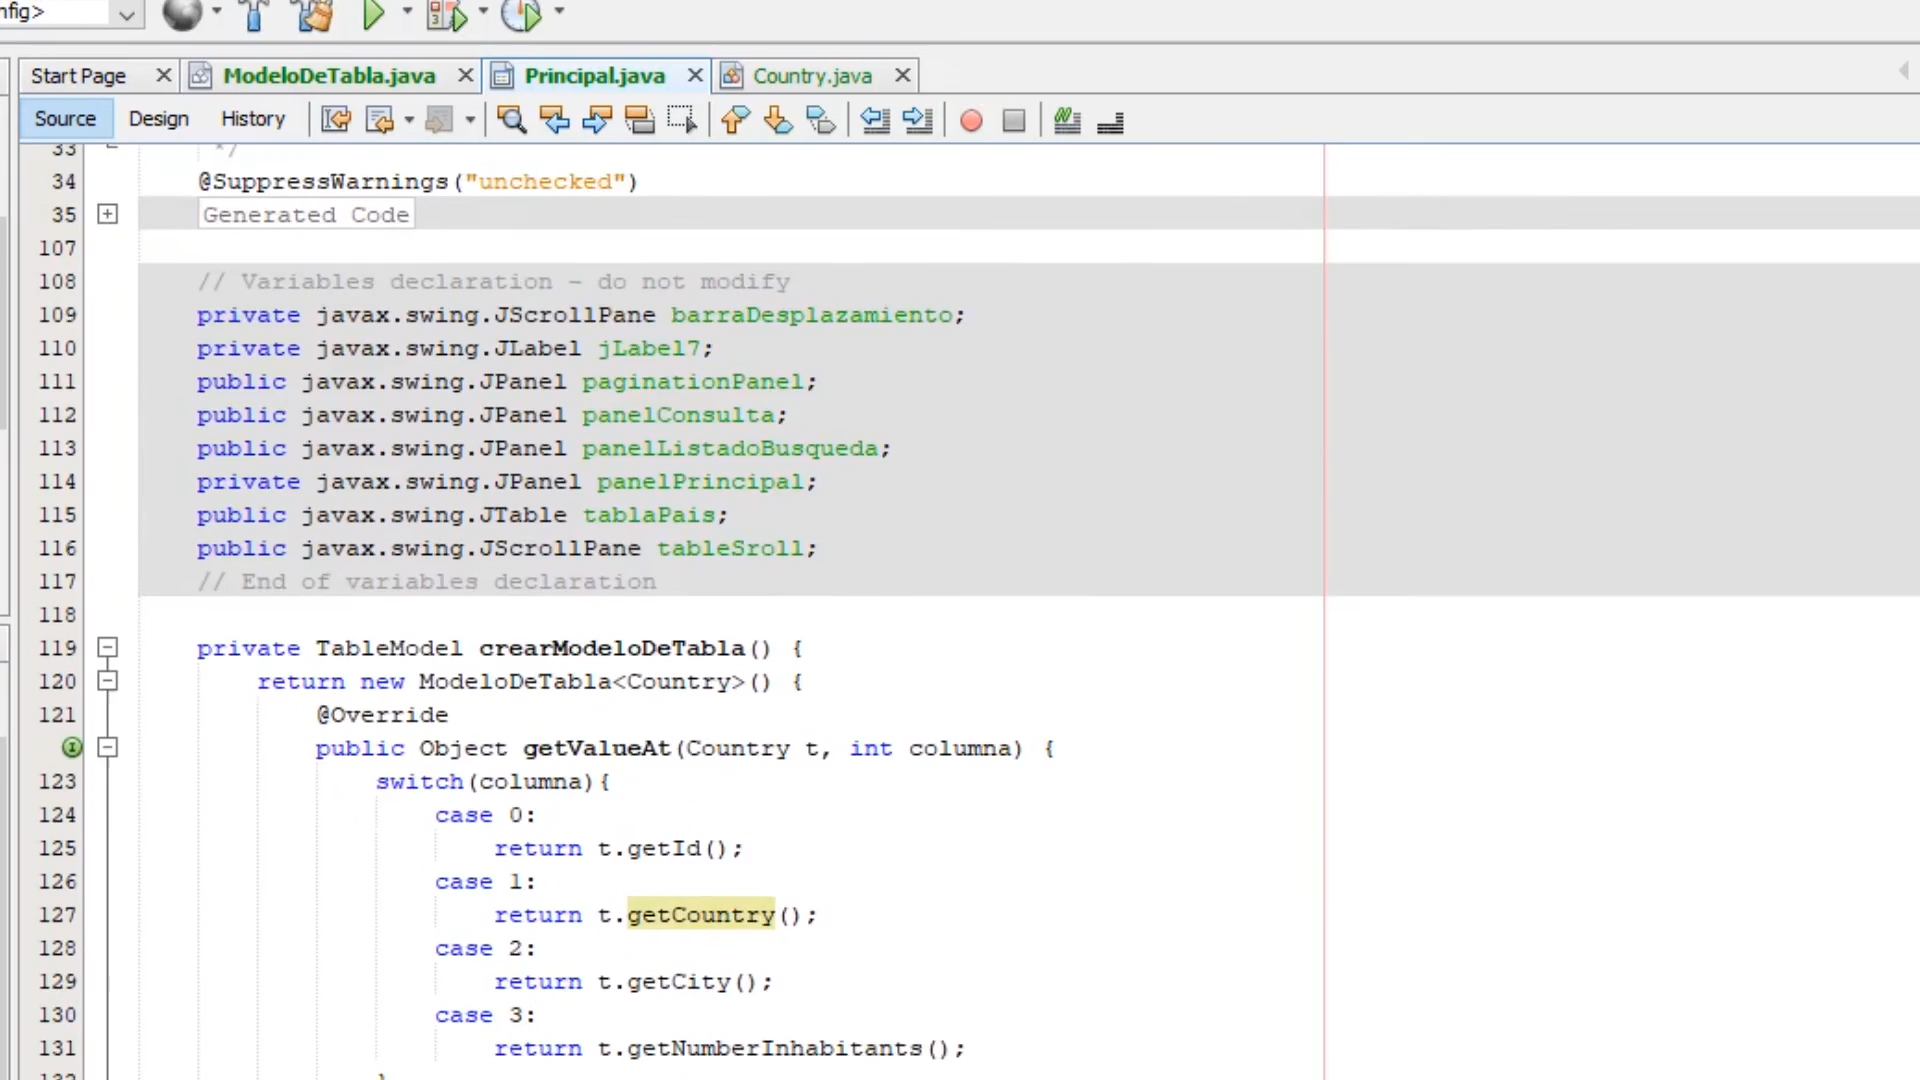 nfig>
Start Page
ModeloDeTabla.java
Principal.java
Country.java
Source Design History
33 */
34 @SuppressWarnings("unchecked")
35 Generated Code
107
108 // Variables declaration - do not modify
109 private javax.swing.JScrollPane barraDesplazamiento;
110 private javax.swing.JLabel jLabel7;
111 public javax.swing.JPanel paginationPanel;
112 public javax.swing.JPanel panelConsulta;
113 public javax.swing.JPanel panelListadoBusqueda;
114 private javax.swing.JPanel panelPrincipal;
115 public javax.swing.JTable tablaPais;
116 public javax.swing.JScrollPane tableSroll;
117 // End of variables declaration
118
119 private TableModel crearModeloDeTabla() {
120 return new ModeloDeTabla<Country>() {
121 @Override
public Object getValueAt(Country t, int columna) {
123 switch(columna){
124 case 0:
125 return t.getId();
126 case 1:
127 return t.getCountry();
128 case 2:
129 return t.getCity();
130 case 3:
131 return t.getNumberInhabitants();
132 }